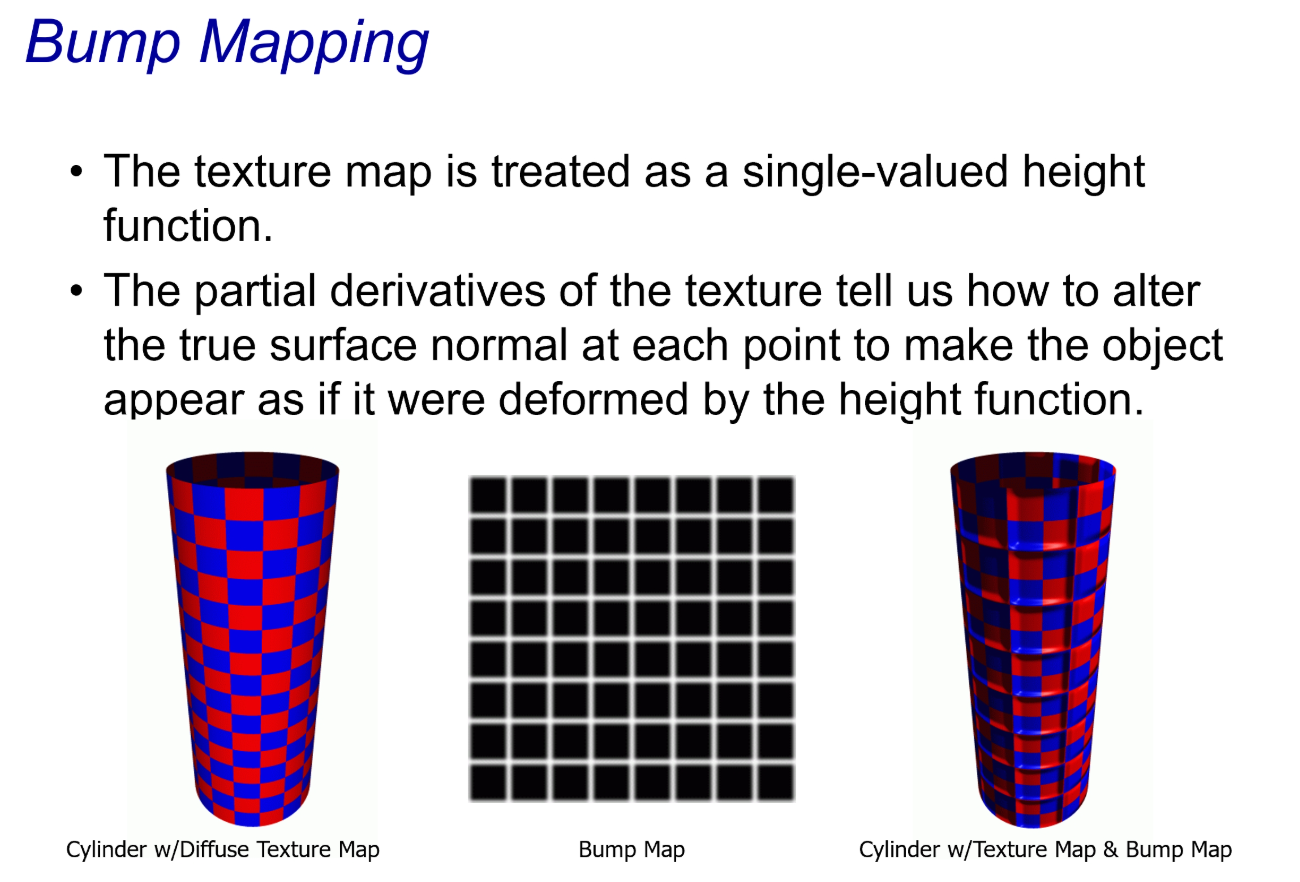 Bump Mapping
• The texture map is treated as a single-valued height
function.
• The partial derivatives of the texture tell us how to alter
the true surface normal at each point to make the object
appear as if it were deformed by the height function.
Cylinder w/Diffuse Texture Map
Bump Map
Cylinder w/Texture Map & Bump Map